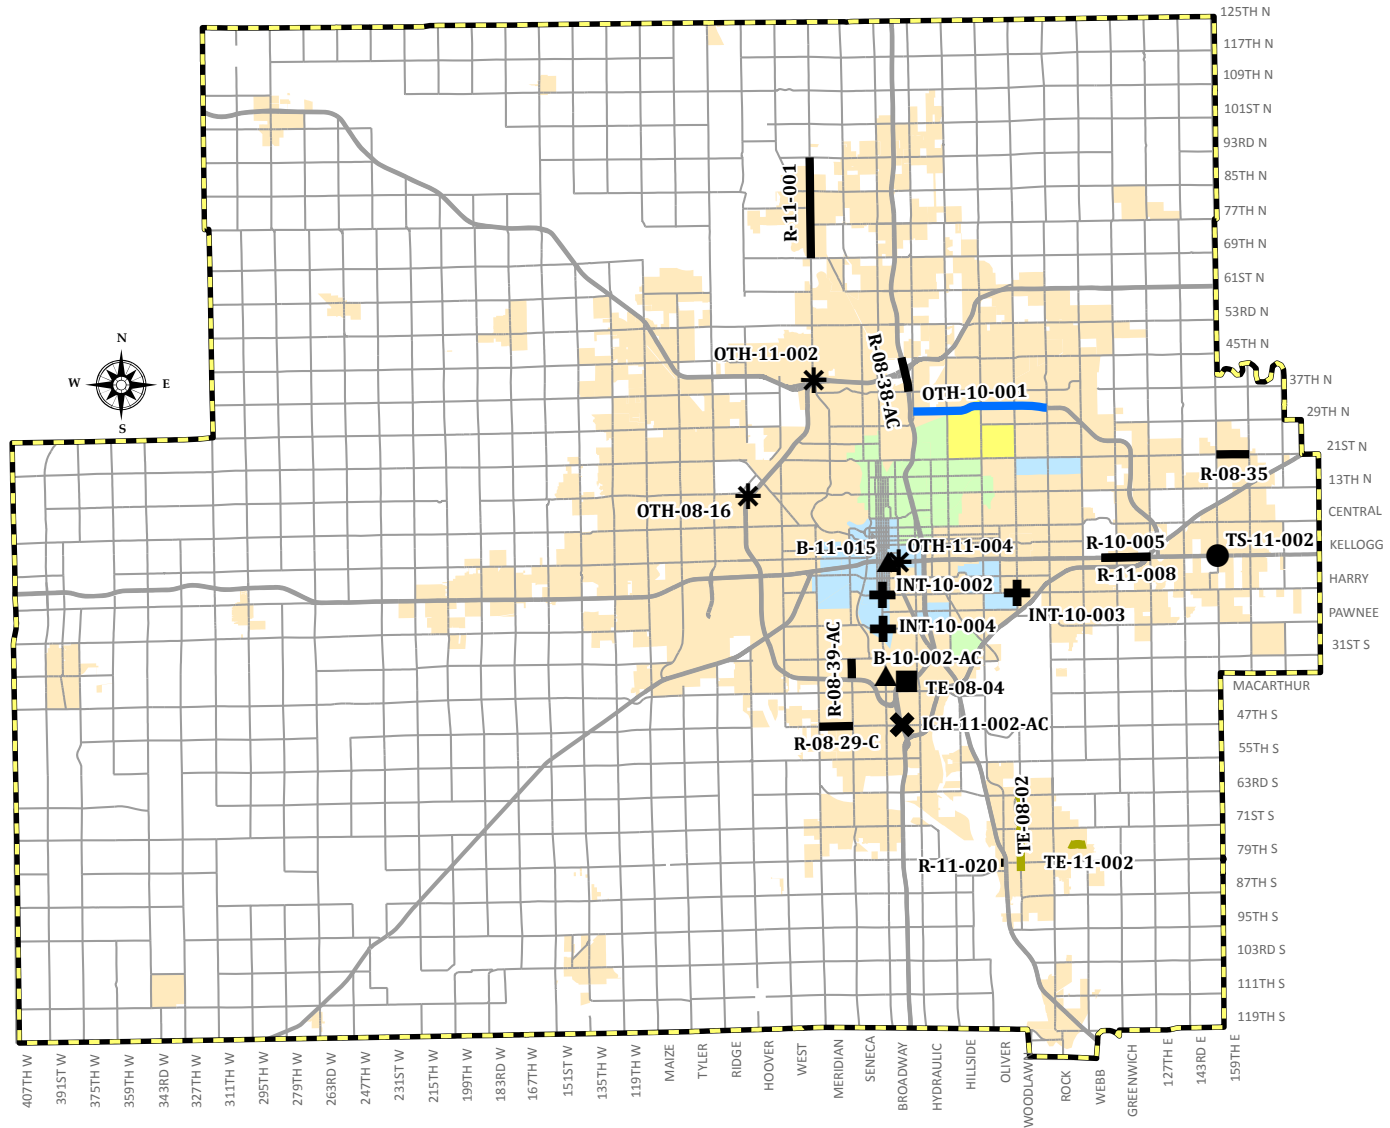 125TH N
117TH N
109TH N
101ST N
93RD N
85TH N
77TH N
69TH N
61ST N
53RD N
45TH N
37TH N
29TH N
21ST N
13TH N
CENTRAL
KELLOGG
HARRY
PAWNEE
31ST S
MACARTHUR
47TH S
55TH S
63RD S
71ST S
79TH S
87TH S
95TH S
103RD S
111TH S
119TH S
N
W
E
S
R-11-001
OTH-11-002
R-08-38-AC
OTH-10-001
R-08-35
OTH-08-16
B-11-015
OTH-11-004
R-10-005
TS-11-002
R-11-008
INT-10-002
INT-10-003
INT-10-004
R-08-39-AC
B-10-002-AC
TE-08-04
ICH-11-002-AC
R-08-29-C
TE-08-02
R-11-020
TE-11-002
407TH W
391ST W
375TH W
359TH W
343RD W
327TH W
311TH W
295TH W
279TH W
263RD W
247TH W
231ST W
215TH W
199TH W
183RD W
167TH W
151ST W
135TH W
119TH W
MAIZE
TYLER
RIDGE
HOOVER
WEST
MERIDIAN
SENECA
BROADWAY
HYDRAULIC
HILLSIDE
OLIVER
WOODLAWN
ROCK
WEBB
GREENWICH
127TH E
143RD E
159TH E